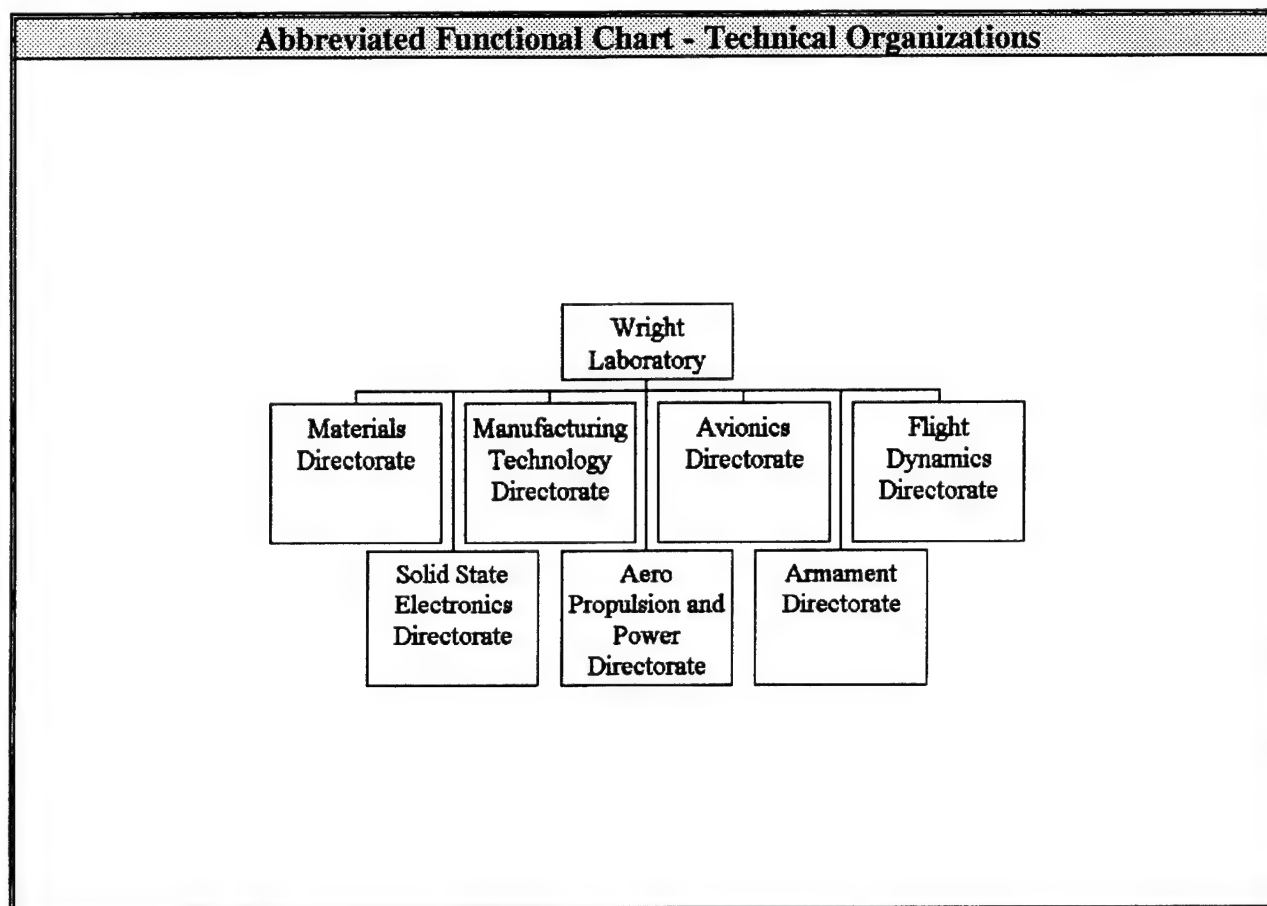 Abbreviated Functional Chart - Technical Organizations
Wright
Laboratory
Materials
Directorate
Manufacturing
Technology
Directorate
Avionics
Directorate
Flight
Dynamics
Directorate
Solid State
Electronics
Directorate
Aero
Propulsion and
Power
Directorate
Armament
Directorate